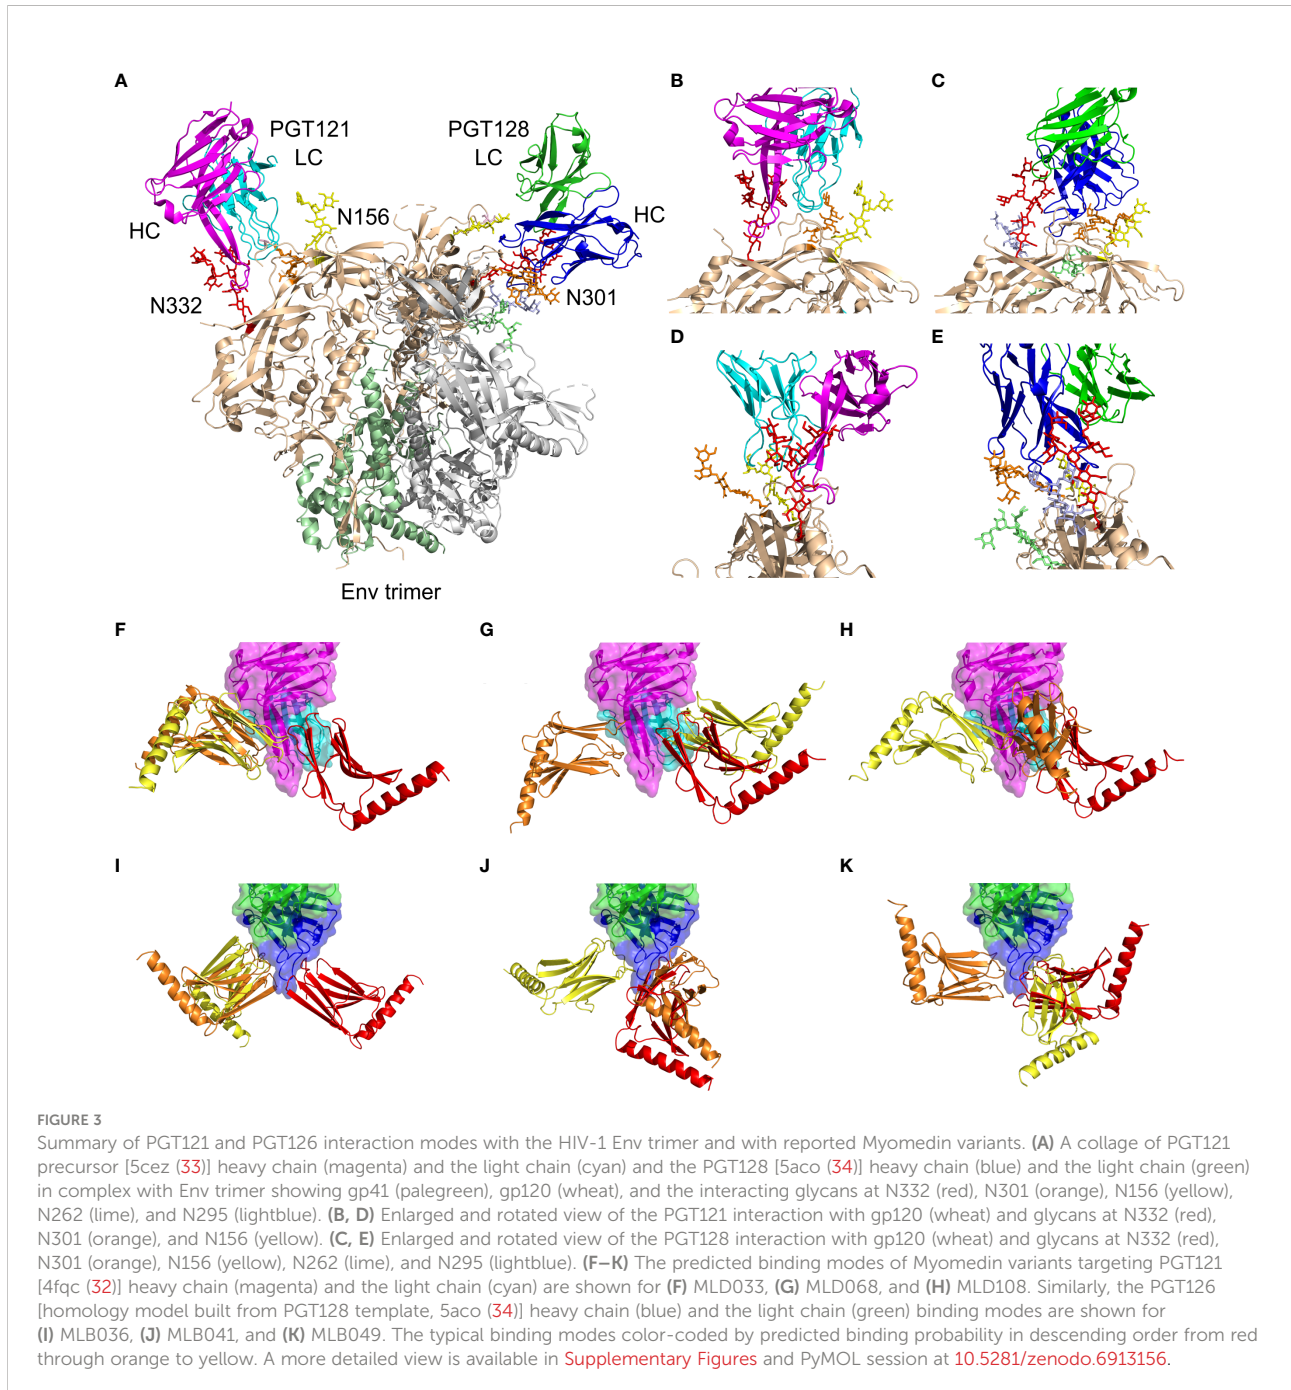 A
B
C
PGT121
LC
PGT128
LC
N156
HC
HC
N332
N301
D
E
Env trimer
F
G
H
I
J
K
FIGURE 3
Summary of PGT121 and PGT126 interaction modes with the HIV-1 Env trimer and with reported Myomedin variants. (A) A collage of PGT121
precursor [5cez (33)] heavy chain (magenta) and the light chain (cyan) and the PGT128 [5aco (34)] heavy chain (blue) and the light chain (green)
in complex with Env trimer showing gp41 (palegreen), gp120 (wheat), and the interacting glycans at N332 (red), N301 (orange), N156 (yellow),
N262 (lime), and N295 (lightblue). (B, D) Enlarged and rotated view of the PGT121 interaction with gp120 (wheat) and glycans at N332 (red),
N301 (orange), and N156 (yellow). (C, E) Enlarged and rotated view of the PGT128 interaction with gp120 (wheat) and glycans at N332 (red),
N301 (orange), N156 (yellow), N262 (lime), and N295 (lightblue). (F–K) The predicted binding modes of Myomedin variants targeting PGT121
[4fqc (32)] heavy chain (magenta) and the light chain (cyan) are shown for (F) MLD033, (G) MLD068, and (H) MLD108. Similarly, the PGT126
[homology model built from PGT128 template, 5aco (34)] heavy chain (blue) and the light chain (green) binding modes are shown for
(I) MLB036, (J) MLB041, and (K) MLB049. The typical binding modes color-coded by predicted binding probability in descending order from red
through orange to yellow. A more detailed view is available in Supplementary Figures and PyMOL session at 10.5281/zenodo.6913156.